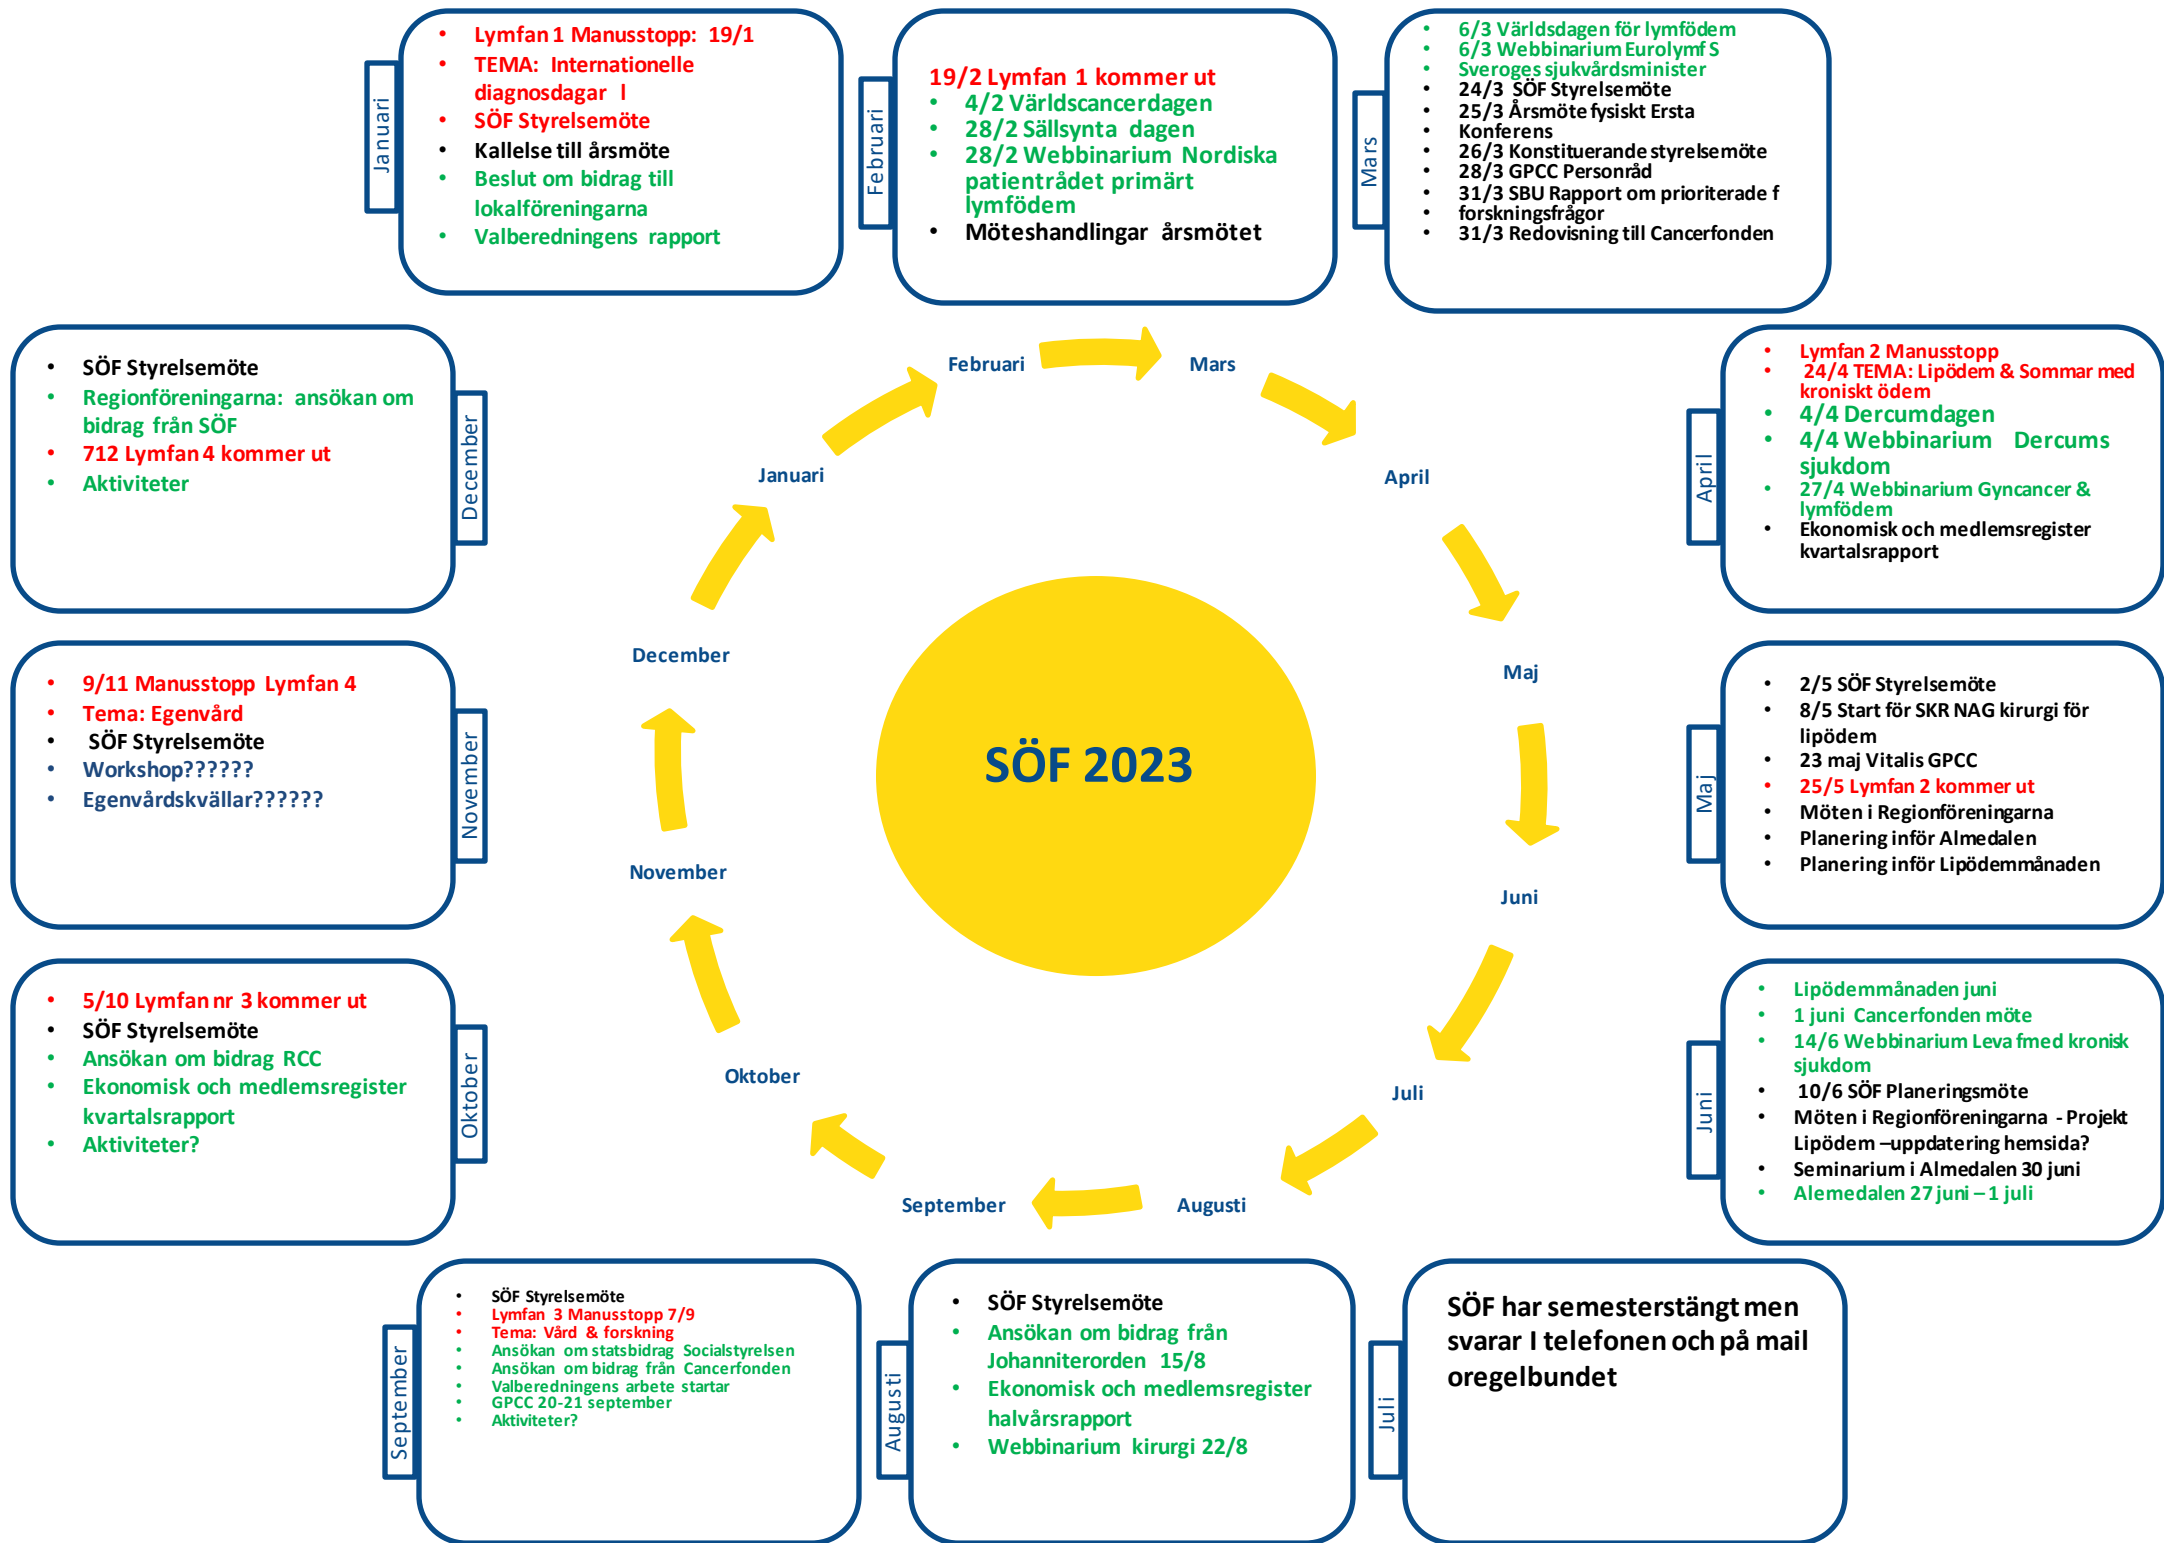 Januari
Lymfan 1 Manusstopp: 19/1
TEMA: Internationelle
diagnosdagar I
SÖF Styrelsemöte
Kallelse till årsmöte
Beslut om bidrag till
lokalföreningarna
Valberedningens rapport
Februari
19/2 Lymfan 1 kommer ut
4/2 Världscancerdagen
28/2 Sällsynta dagen
28/2 Webbinarium Nordiska
patientrådet primärt
lymfödem
Möteshandlingar årsmötet
Mars
6/3 Världsdagen för lymfödem
6/3 Webbinarium Eurolymf S
Sveroges sjukvårdsminister
24/3 SÖF Styrelsemöte
25/3 Årsmöte fysiskt Ersta
Konferens
26/3 Konstituerande styrelsemöte
28/3 GPCC Personråd
31/3 SBU Rapport om prioriterade f
forskningsfrågor
31/3 Redovisning till Cancerfonden
April
Lymfan 2 Manusstopp
24/4 TEMA: Lipödem & Sommar med
kroniskt ödem
4/4 Dercumdagen
4/4 Webbinarium Dercums
sjukdom
27/4 Webbinarium Gyncancer &
lymfödem
Ekonomisk och medlemsregister
kvartalsrapport
Maj
2/5 SÖF Styrelsemöte
8/5 Start för SKR NAG kirurgi för
lipödem
23 maj Vitalis GPCC
25/5 Lymfan 2 kommer ut
Möten i Regionföreningarna
Planering inför Almedalen
Planering inför Lipödemmånaden
Juni
Lipödemmånaden juni
1 juni Cancerfonden möte
14/6 Webbinarium Leva fmed kronisk
sjukdom
10/6 SÖF Planeringsmöte
Möten i Regionföreningarna - Projekt
Lipödem –uppdatering hemsida?
Seminarium i Almedalen 30 juni
Alemedalen 27 juni – 1 juli
Juli
SÖF har semesterstängt men
svarar I telefonen och på mail
oregelbundet
Augusti
SÖF Styrelsemöte
Ansökan om bidrag från
Johanniterorden 15/8
Ekonomisk och medlemsregister
halvårsrapport
Webbinarium kirurgi 22/8
September
SÖF Styrelsemöte
Lymfan 3 Manusstopp 7/9
Tema: Vård & forskning
Ansökan om statsbidrag Socialstyrelsen
Ansökan om bidrag från Cancerfonden
Valberedningens arbete startar
GPCC 20-21 september
Aktiviteter?
Oktober
5/10 Lymfan nr 3 kommer ut
SÖF Styrelsemöte
Ansökan om bidrag RCC
Ekonomisk och medlemsregister
kvartalsrapport
Aktiviteter?
November
9/11 Manusstopp Lymfan 4
Tema: Egenvård
SÖF Styrelsemöte
Workshop??????
Egenvårdskvällar??????
December
SÖF Styrelsemöte
Regionföreningarna: ansökan om
bidrag från SÖF
712 Lymfan 4 kommer ut
Aktiviteter
Januari
Februari
Mars
April
Maj
Juni
Juli
Augusti
September
Oktober
November
December
SÖF 2023